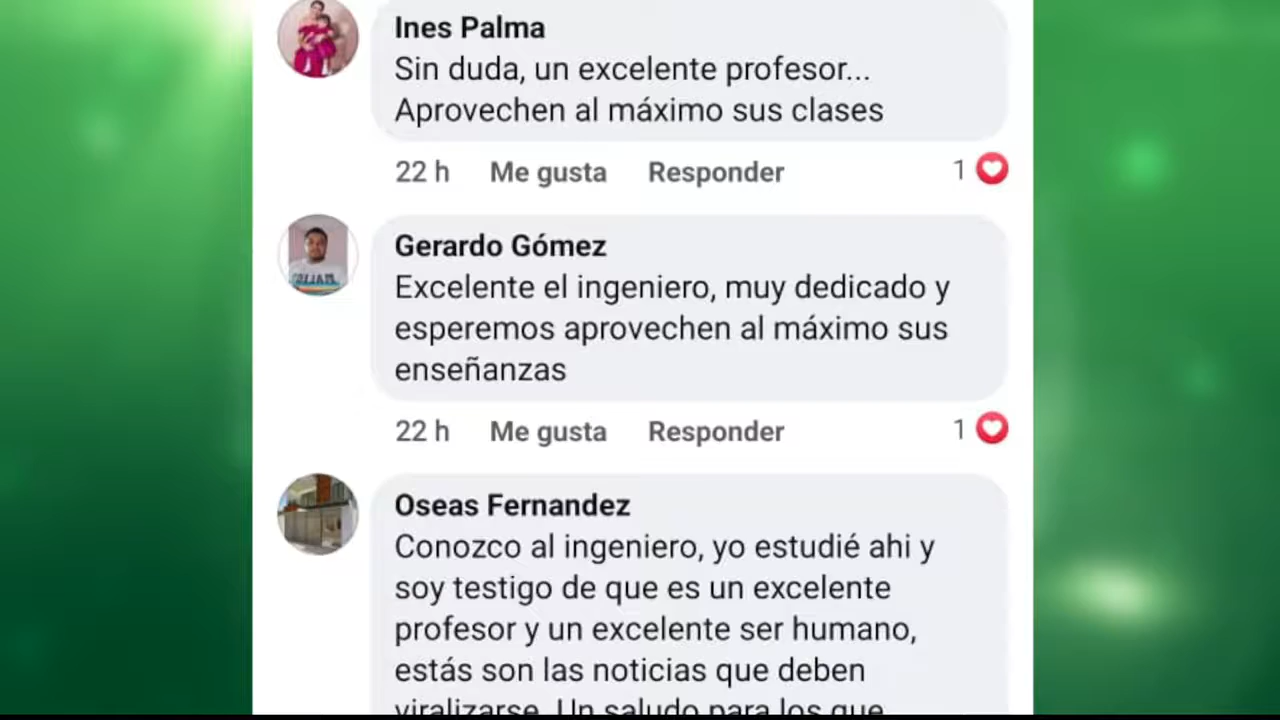 Ines Palma
Sin duda, un excelente profesor...
Aprovechen al máximo sus clases
22 h Me gusta Responder 1
Gerardo Gómez
Excelente el ingeniero, muy dedicado y
esperemos aprovechen al máximo sus
enseñanzas
22 h Me gusta Responder 1
Oseas Fernandez
Conozco al ingeniero, yo estudié ahi y
soy testigo de que es un excelente
profesor y un excelente ser humano,
estás son las noticias que deben
viralizarse. Un saludo para los que